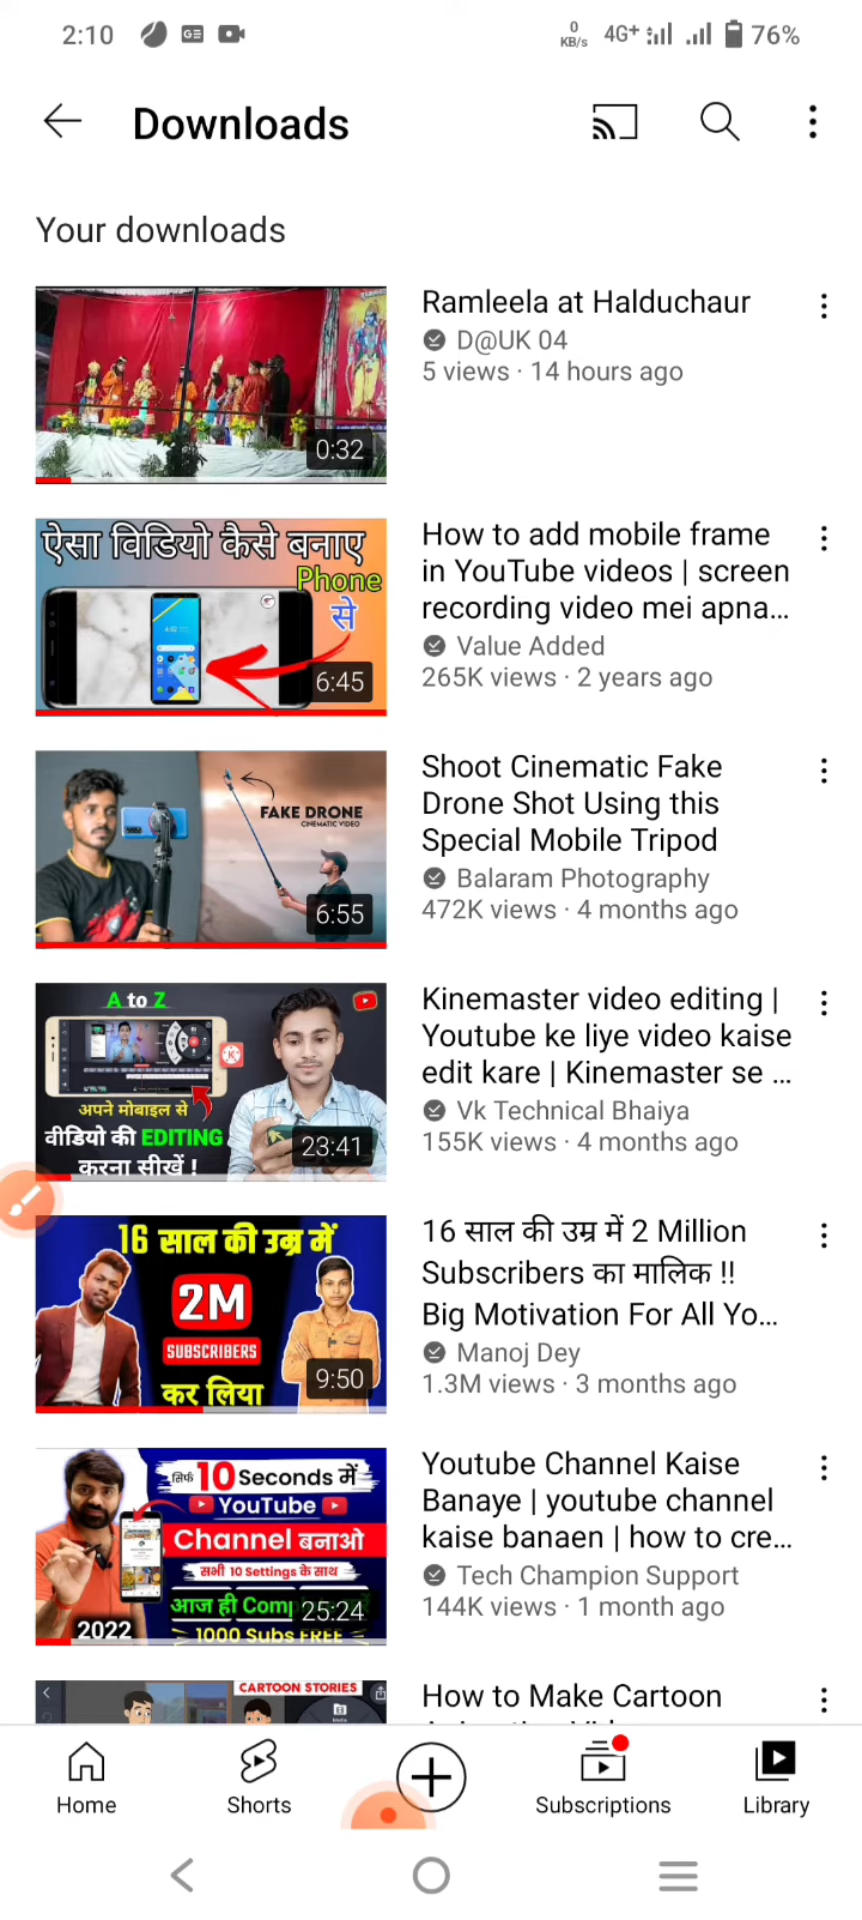 2:10
GE
0
KB/s
4G+
76%
Downloads
Your downloads
0:32
Ramleela at Halduchaur
D@UK 04
5 views · 14 hours ago
ऐसा विडियो कैसे बनाए
Phone
से
6:45
How to add mobile frame
in YouTube videos | screen
recording video mei apna...
Value Added
265K views · 2 years ago
FAKE DRONE
CINEMATIC VIDEO
6:55
Shoot Cinematic Fake
Drone Shot Using this
Special Mobile Tripod
Balaram Photography
472K views · 4 months ago
A to Z
अपने मोबाइल से
वीडियो की EDITING
करना सीखें !
23:41
Kinemaster video editing |
Youtube ke liye video kaise
edit kare | Kinemaster se ...
Vk Technical Bhaiya
155K views · 4 months ago
16 साल की उम्र में
2M
SUBSCRIBERS
कर लिया
9:50
16 साल की उम्र में 2 Million
Subscribers का मालिक !!
Big Motivation For All Yo...
Manoj Dey
1.3M views · 3 months ago
सिर्फ 10 Seconds में
YouTube
Channel बनाओ
सभी 10 Settings के साथ
आज ही Comp
25:24
2022
1000 Subs FREE
Youtube Channel Kaise
Banaye | youtube channel
kaise banaen | how to cre...
Tech Champion Support
144K views · 1 month ago
CARTOON STORIES
How to Make Cartoon
Home
Shorts
Subscriptions
Library